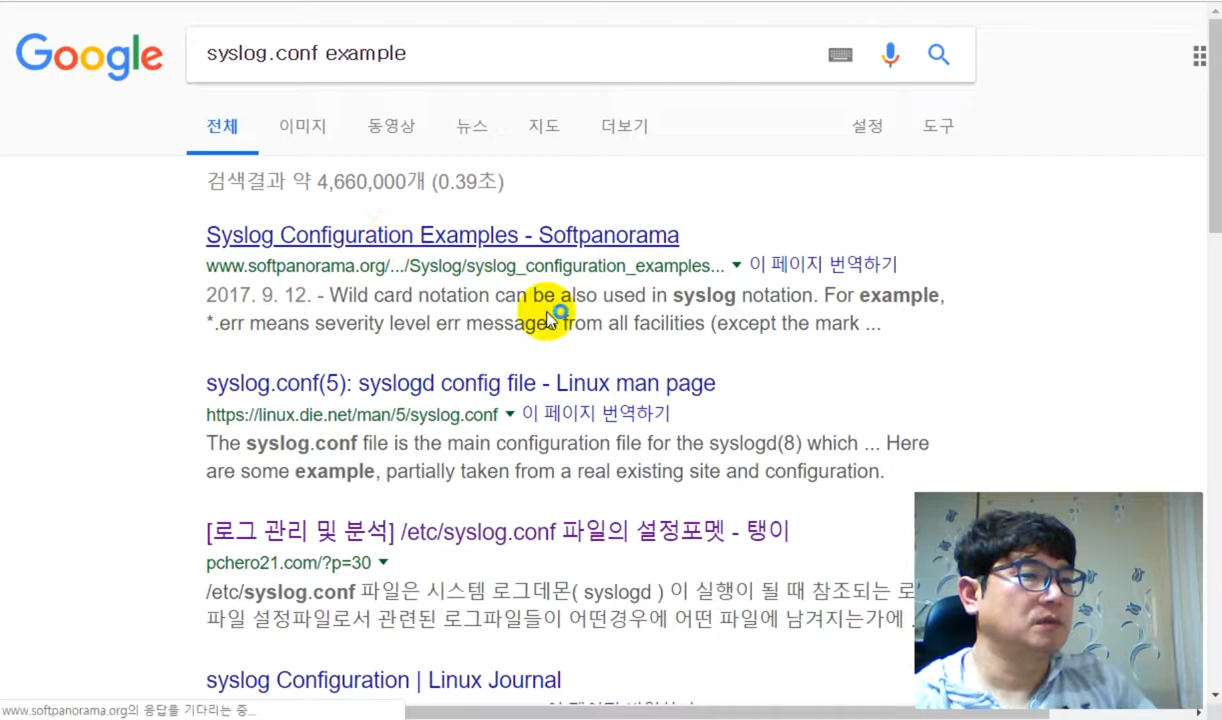 Google
syslog.conf example
전체 이미지 동영상 뉴스 지도 더보기 설정 도구
검색결과 약 4,660,000개 (0.39초)
Syslog Configuration Examples - Softpanorama
www.softpanorama.org/.../Syslog/syslog_configuration_examples... 이 페이지 번역하기
2017. 9. 12. - Wild card notation can be also used in syslog notation. For example,
*.err means severity level err messages from all facilities (except the mark ...
syslog.conf(5): syslogd config file - Linux man page
https://linux.die.net/man/5/syslog.conf 이 페이지 번역하기
The syslog.conf file is the main configuration file for the syslogd(8) which ... Here
are some example, partially taken from a real existing site and configuration.
[로그 관리 및 분석] /etc/syslog.conf 파일의 설정포멧 - 탱이
pchero21.com/?p=30
/etc/syslog.conf 파일은 시스템 로그데몬( syslogd ) 이 실행이 될 때 참조되는 로
파일 설정파일로서 관련된 로그파일들이 어떤경우에 어떤 파일에 남겨지는가에 ...
syslog Configuration | Linux Journal
www.softpanorama.org의 응답을 기다리는 중...